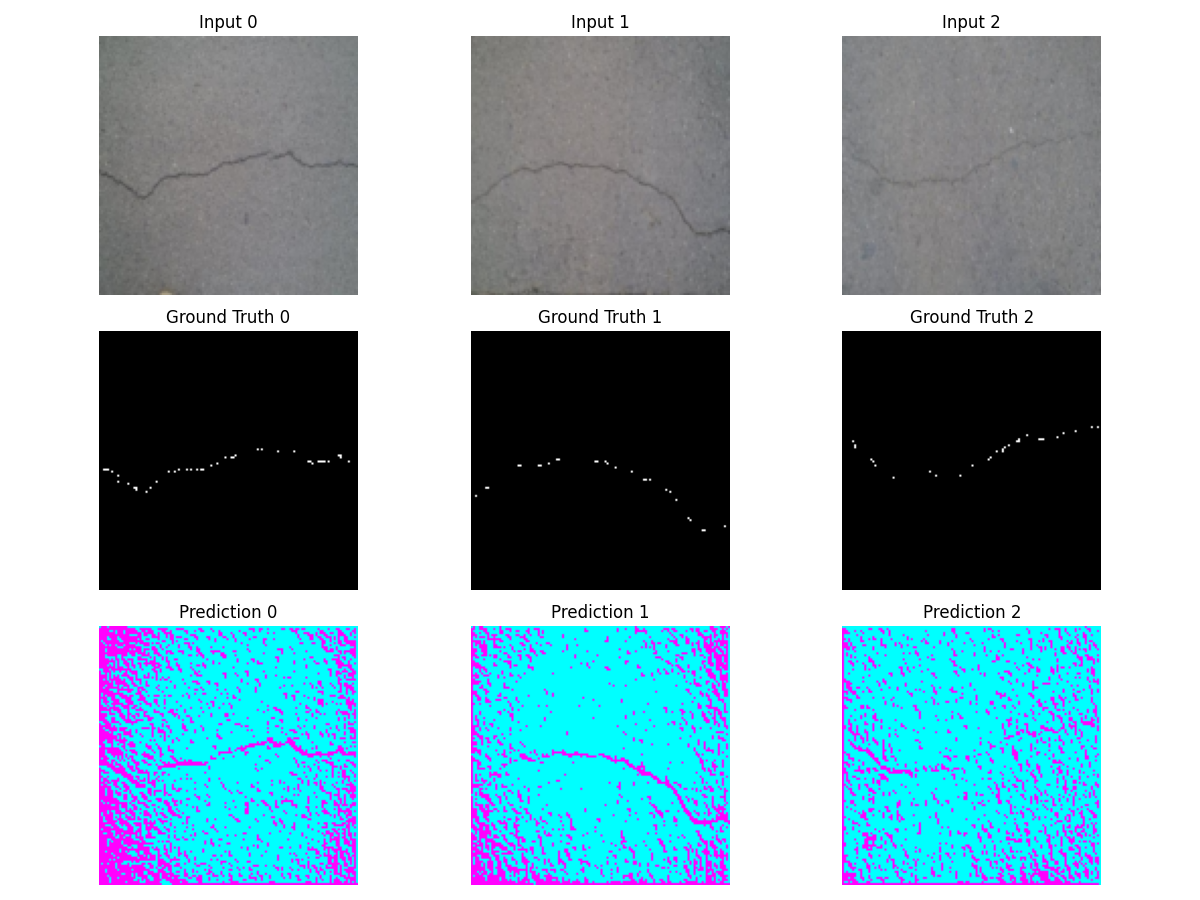 Input 0
Input 1
Input 2
Ground Truth 0
Ground Truth 1
Ground Truth 2
Prediction 0
Prediction 1
Prediction 2